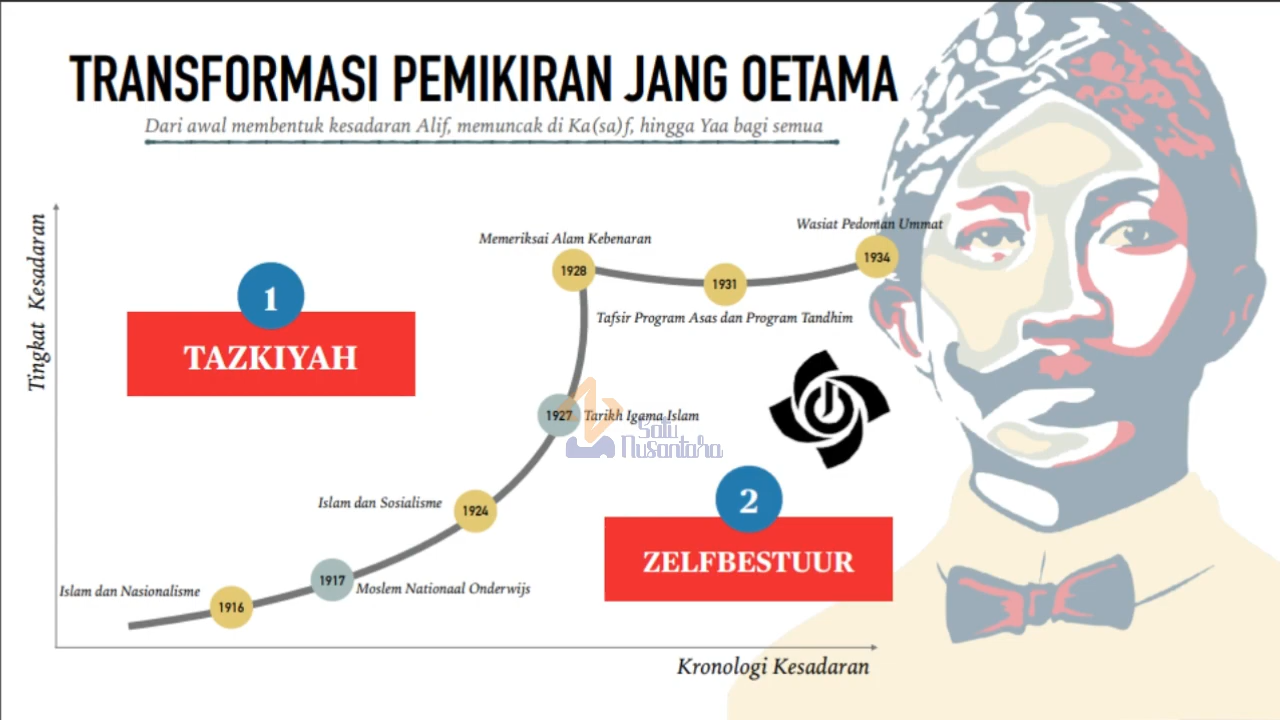 TRANSFORMASI PEMIKIRAN JANG OETAMA
Dari awal membentuk kesadaran Alif, memuncak di Ka(sa)f, hingga Yaa bagi semua
Tingkat Kesadaran
1
TAZKIYAH
Memeriksai Alam Kebenaran
1928
1931
Tafsir Program Asas dan Program Tandhim
Wasiat Pedoman Ummat
1934
1927
Tarikh Igama Islam
Satu
Nusantara
Islam dan Sosialisme
1924
2
ZELFBESTUUR
Islam dan Nasionalisme
1916
1917
Moslem Nationaal Onderwijs
Kronologi Kesadaran